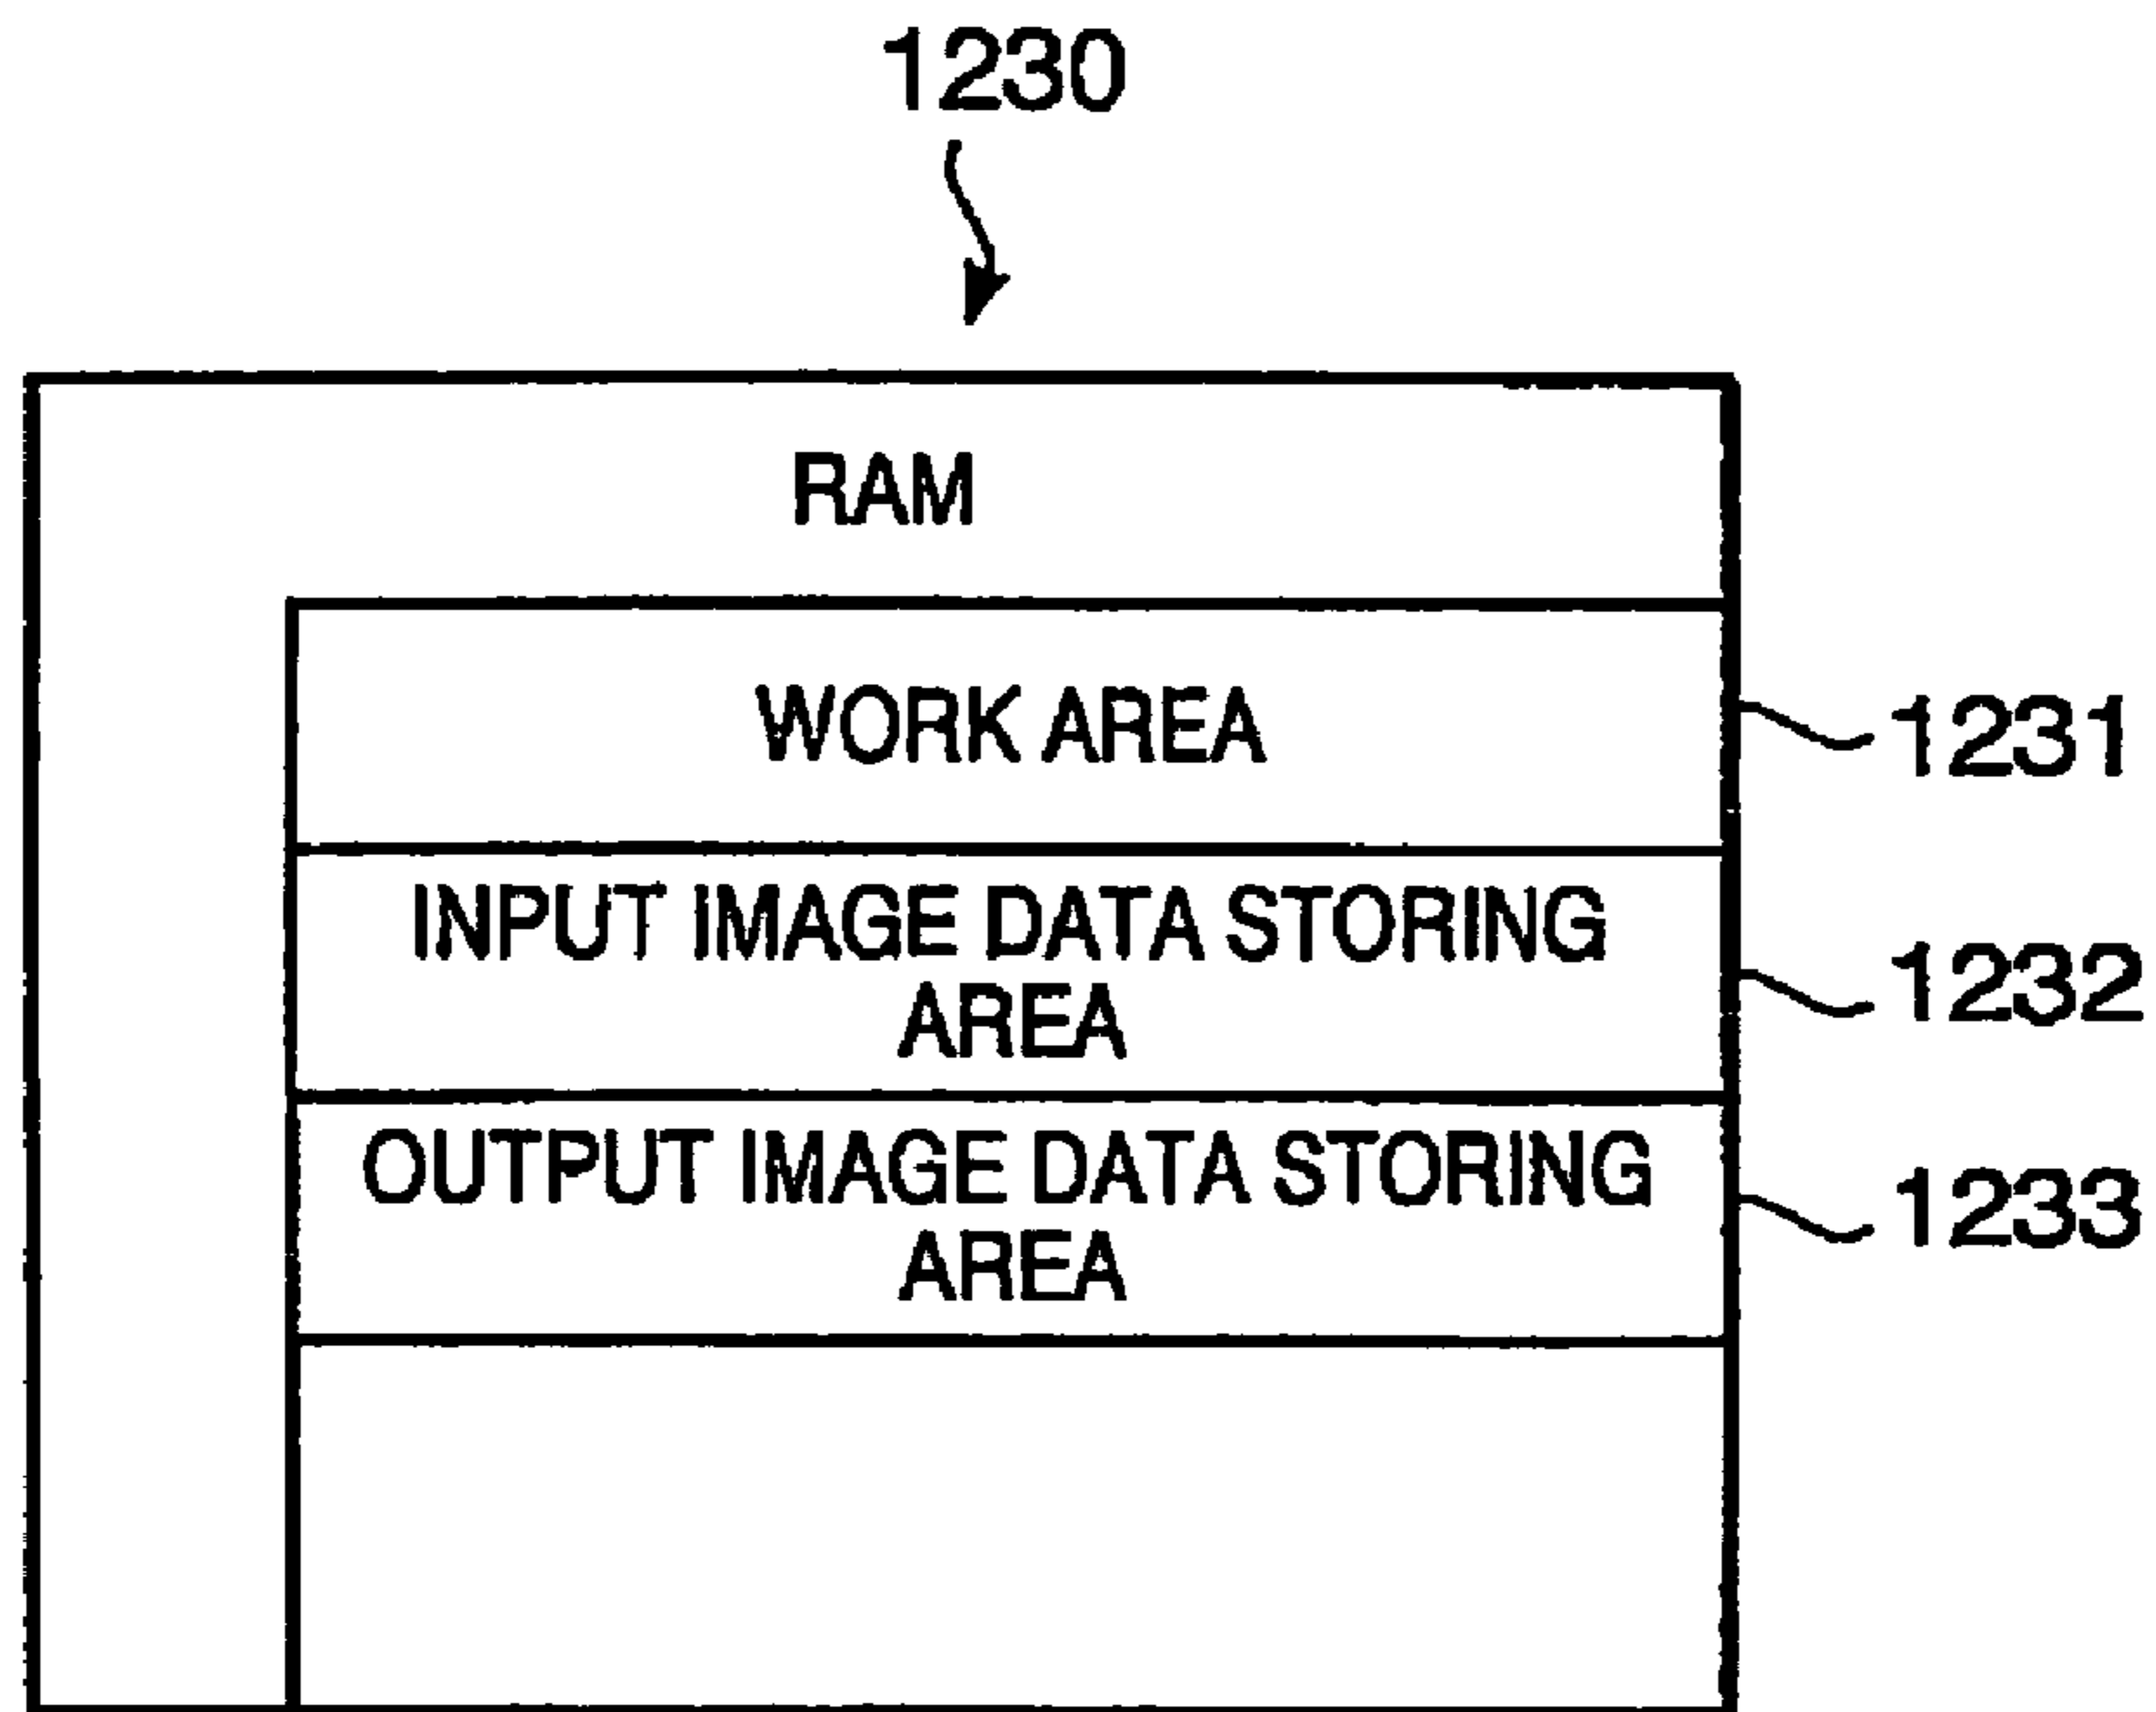 1230
RAM
WORK AREA
1231
INPUT IMAGE DATA STORING
AREA
1232
OUTPUT IMAGE DATA STORING
AREA
1233